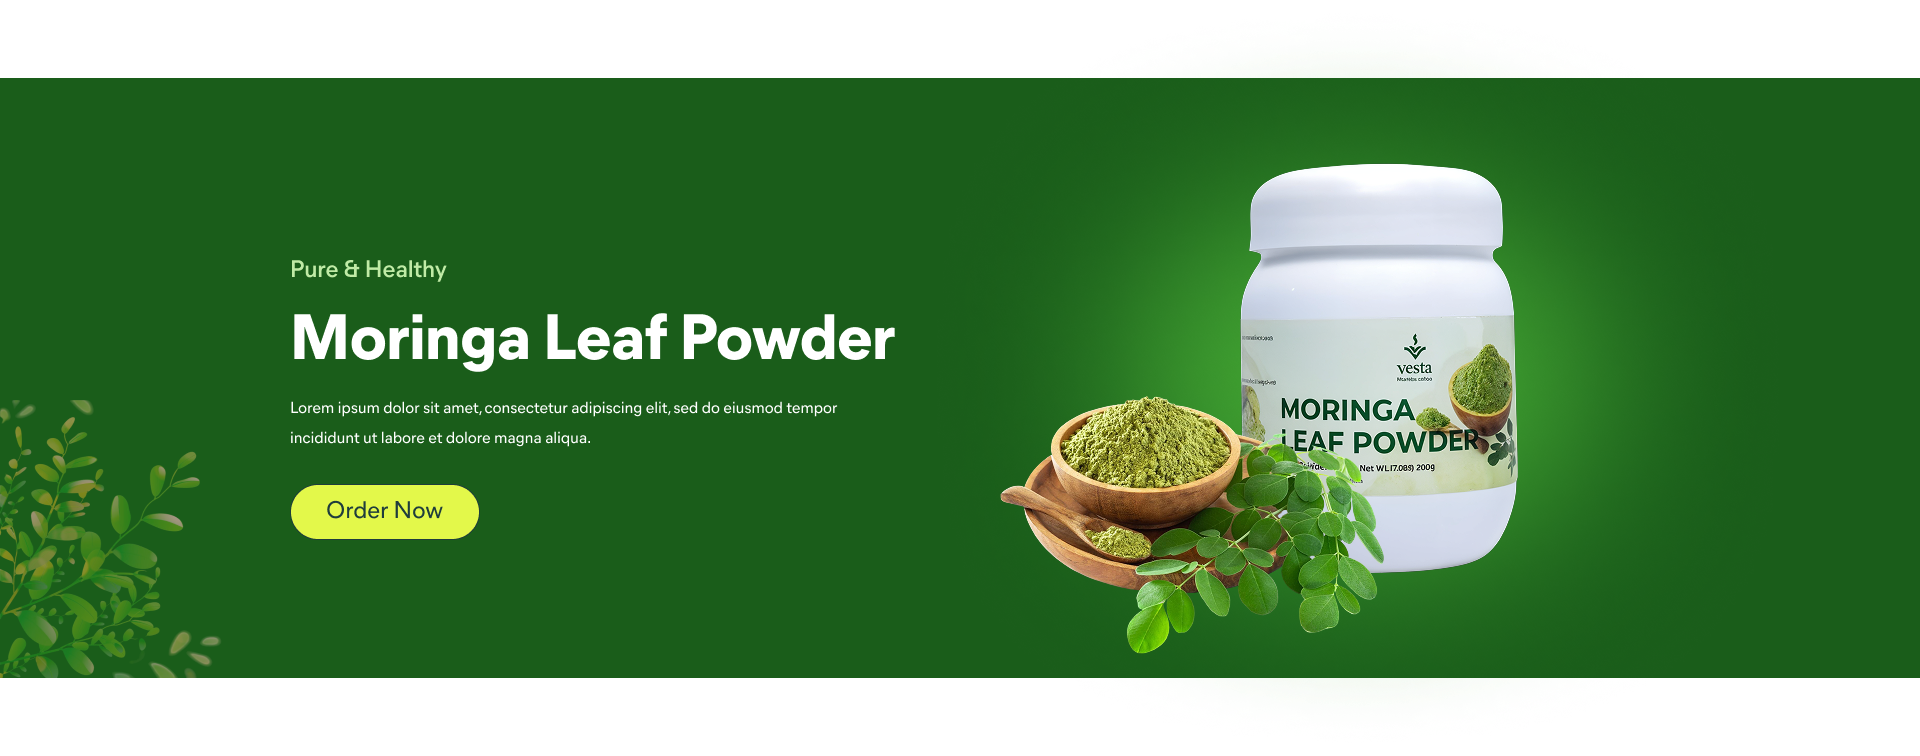 Pure & Healthy
Moringa Leaf Powder
Lorem ipsum dolor sit amet, consectetur adipiscing elit, sed do eiusmod tempor
incididunt ut labore et dolore magna aliqua.
Order Now
vesta
MORINGA
LEAF POWDER
200g